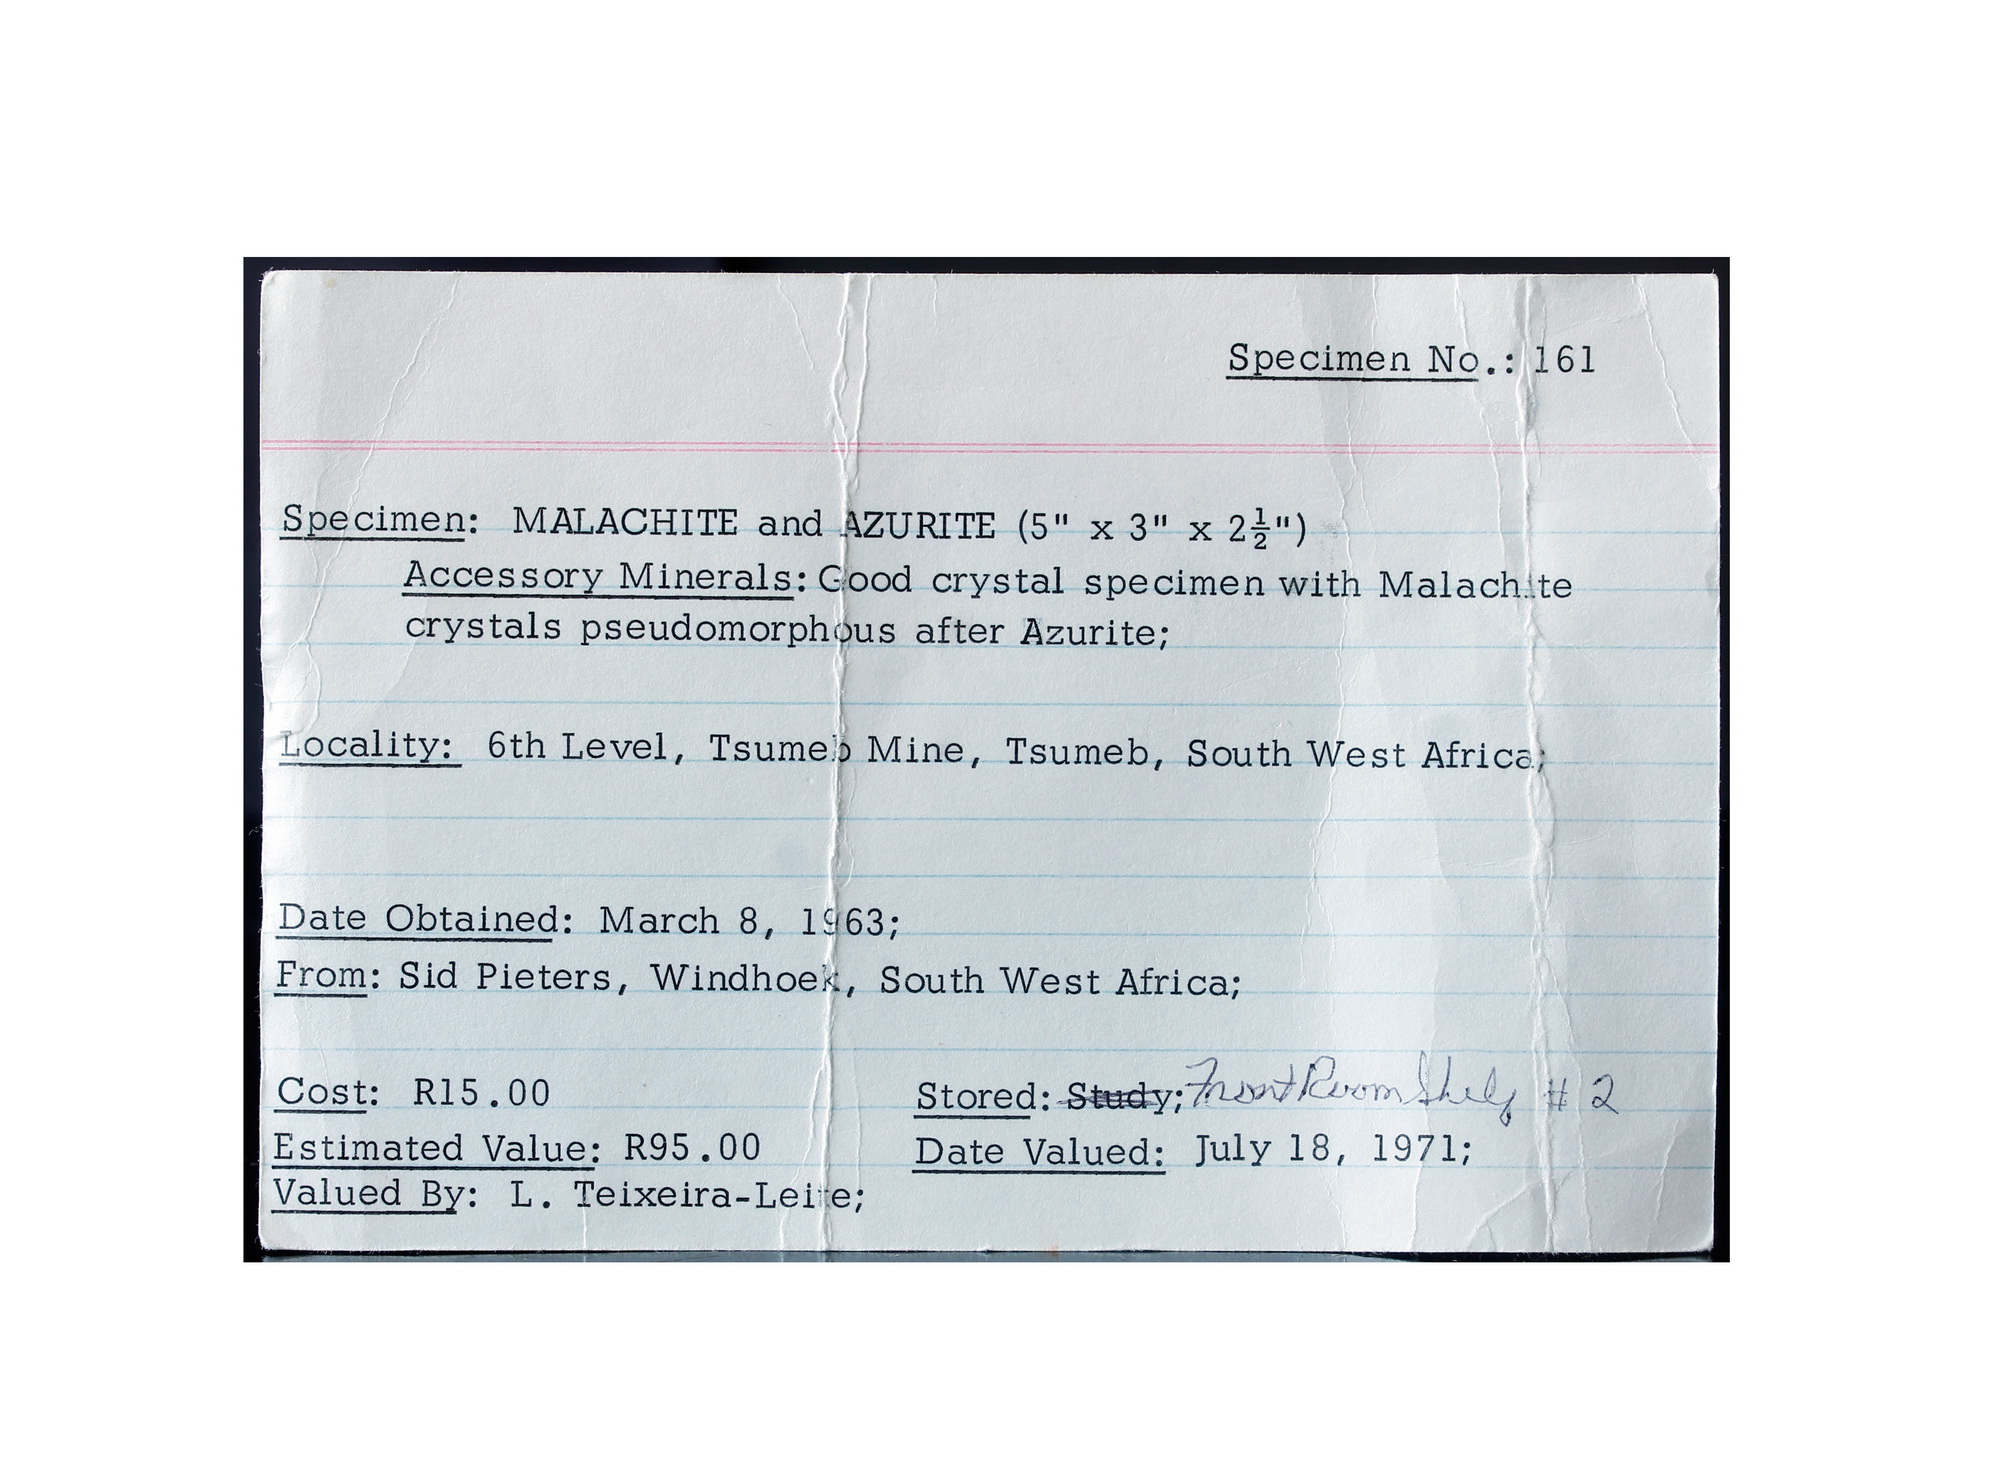 Specimen No.: 161
Specimen: MALACHITE and AZURITE (5" x 3" x 2½")
Accessory Minerals: Good crystal specimen with Malachite
crystals pseudomorphous after Azurite;
Locality: 6th Level, Tsumeb Mine, Tsumeb, South West Africa;
Date Obtained: March 8, 1963;
From: Sid Pieters, Windhoek, South West Africa;
Cost: R15.00 Stored: Study; Front Room Shelf # 2
Estimated Value: R95.00 Date Valued: July 18, 1971;
Valued By: L. Teixeira-Leite;